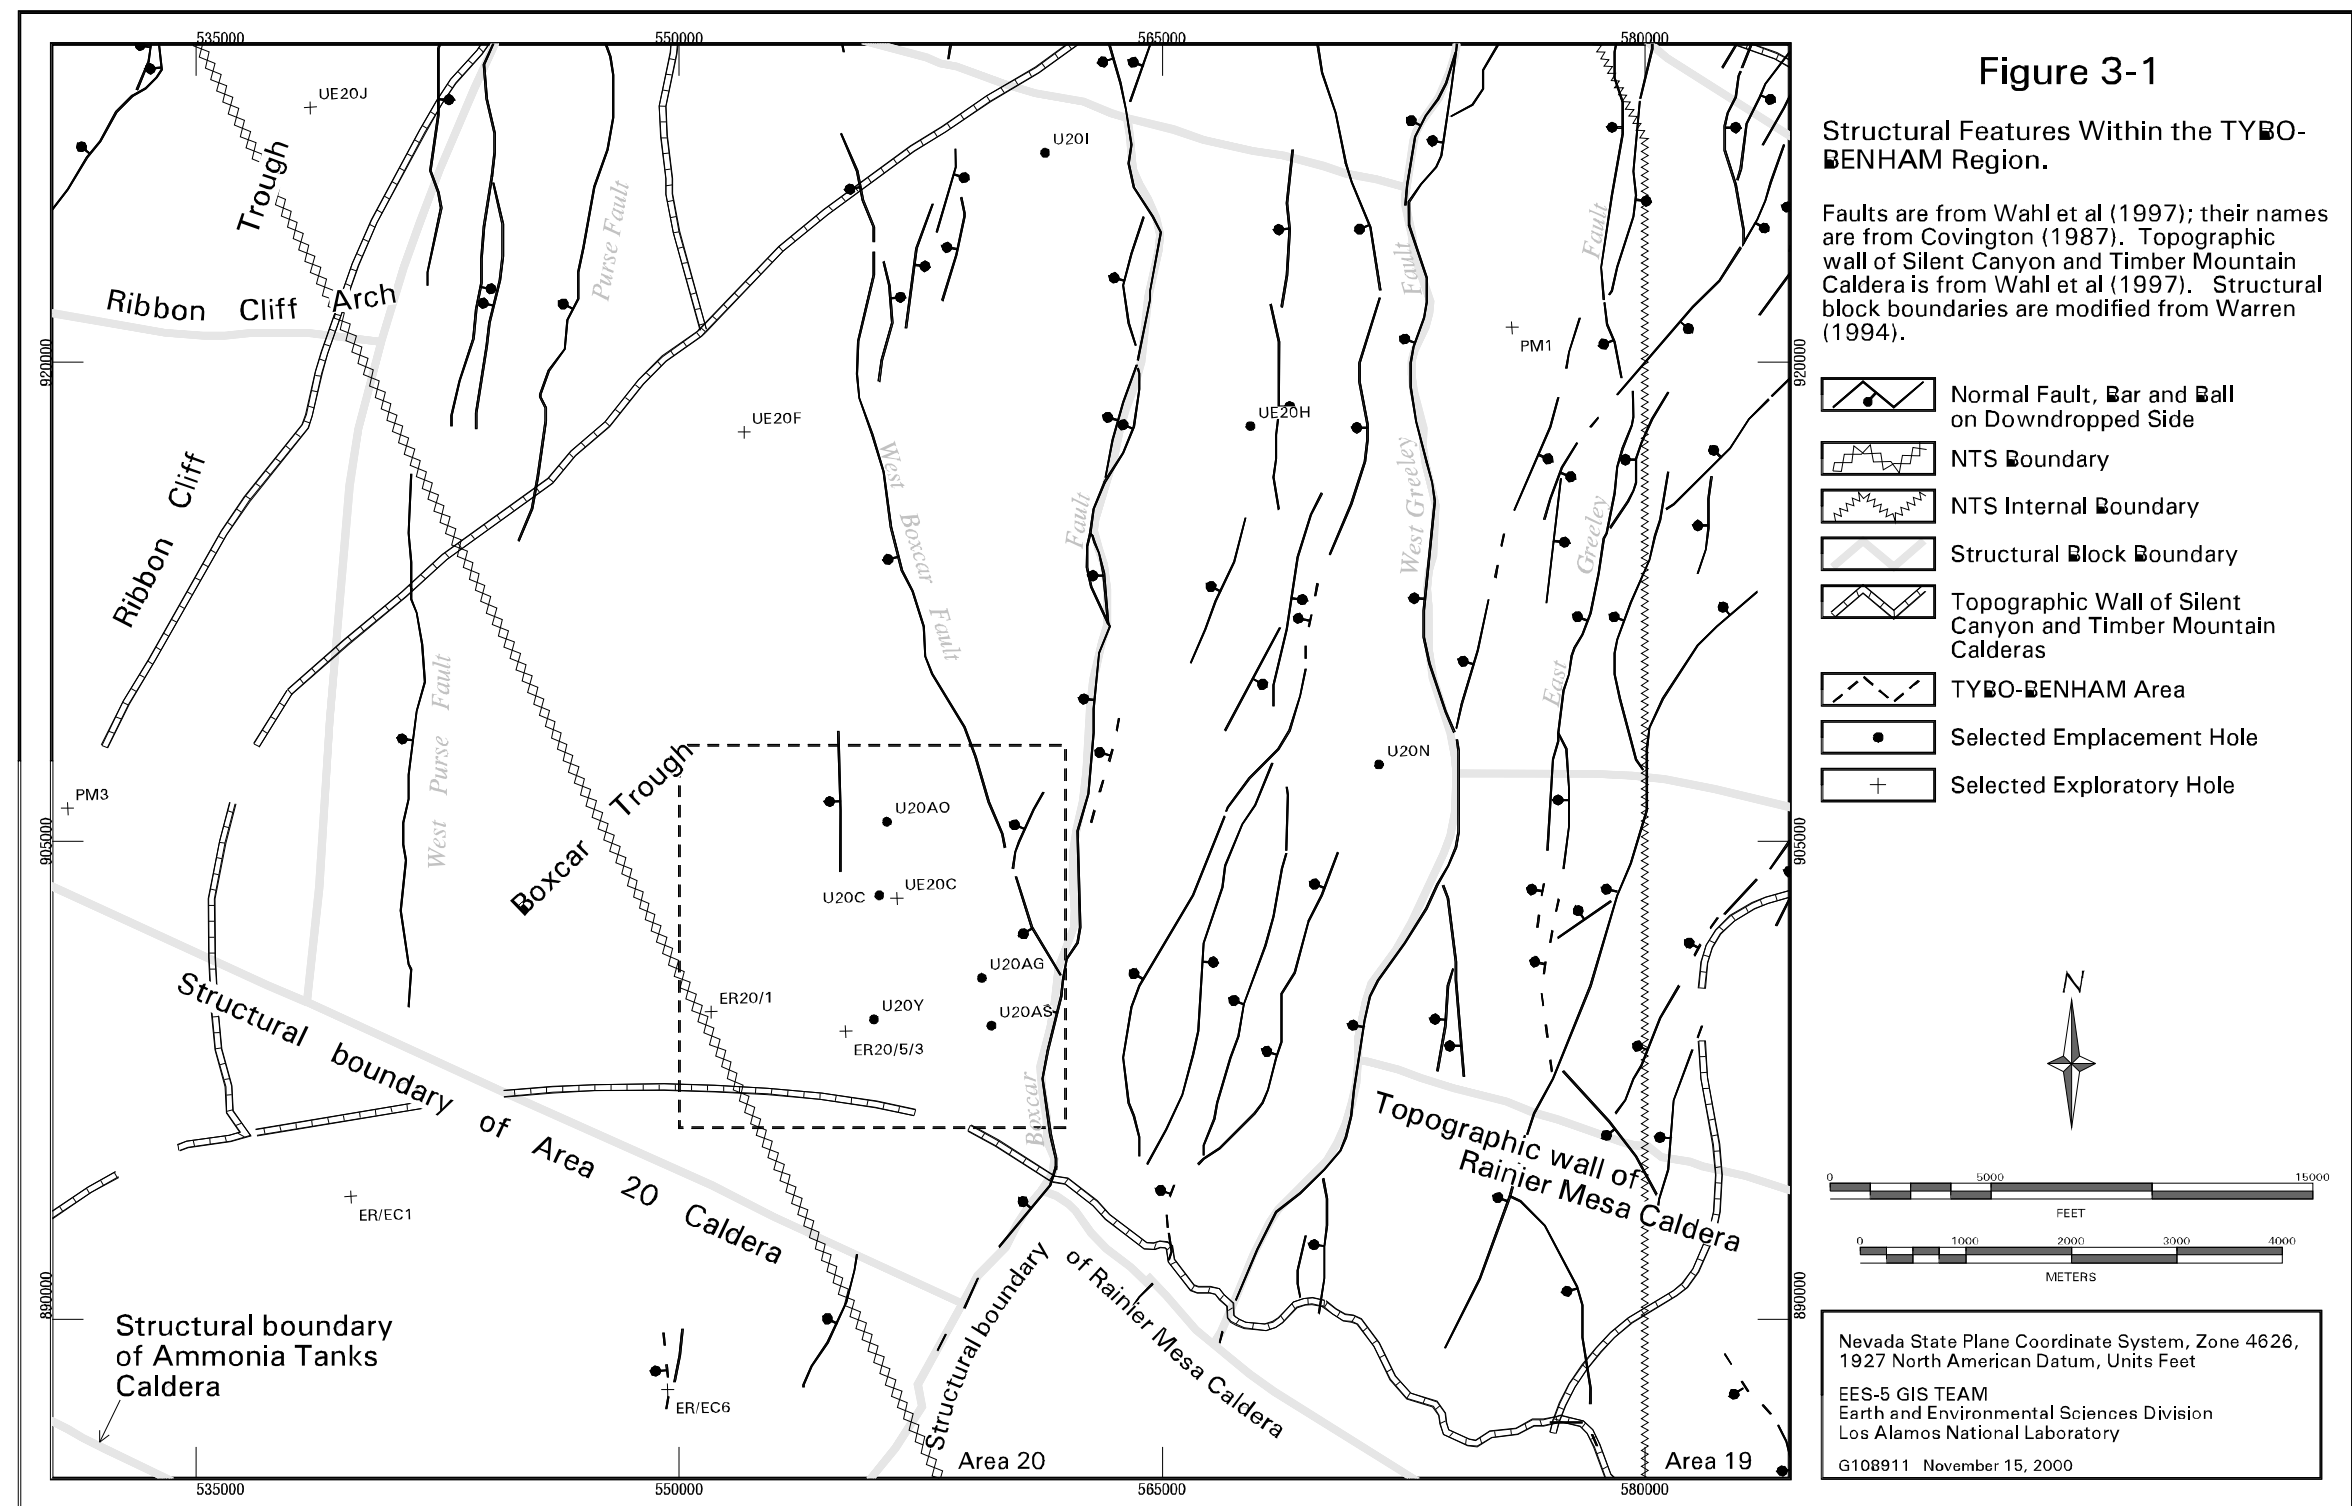 535000
550000
565000
580000
UE20J
Trough
Purse Fault
U20I
Fault
Fault
Ribbon Cliff Arch
PM1
920000
920000
UE20F
UE20H
West Boxcar Fault
Fault
West Greeley
Greeley
East
Ribbon Cliff
West Purse Fault
U20N
PM3
Boxcar Trough
U20AO
905000
905000
U20C
UE20C
U20AG
ER20/1
U20Y
U20AS
ER20/5/3
Boxcar
Structural boundary of Area 20 Caldera
Topographic wall of
Rainier Mesa Caldera
ER/EC1
Structural boundary
of Rainier Mesa Caldera
890000
890000
Structural boundary
of Ammonia Tanks
Caldera
ER/EC6
Area 20
Area 19
535000
550000
565000
580000
Figure 3-1
Structural Features Within the TYBO-
BENHAM Region.
Faults are from Wahl et al (1997); their names
are from Covington (1987). Topographic
wall of Silent Canyon and Timber Mountain
Caldera is from Wahl et al (1997). Structural
block boundaries are modified from Warren
(1994).
Normal Fault, Bar and Ball
on Downdropped Side
NTS Boundary
NTS Internal Boundary
Structural Block Boundary
Topographic Wall of Silent
Canyon and Timber Mountain
Calderas
TYBO-BENHAM Area
Selected Emplacement Hole
Selected Exploratory Hole
N
0 5000 15000
FEET
0 1000 2000 3000 4000
METERS
Nevada State Plane Coordinate System, Zone 4626,
1927 North American Datum, Units Feet
EES-5 GIS TEAM
Earth and Environmental Sciences Division
Los Alamos National Laboratory
G108911 November 15, 2000